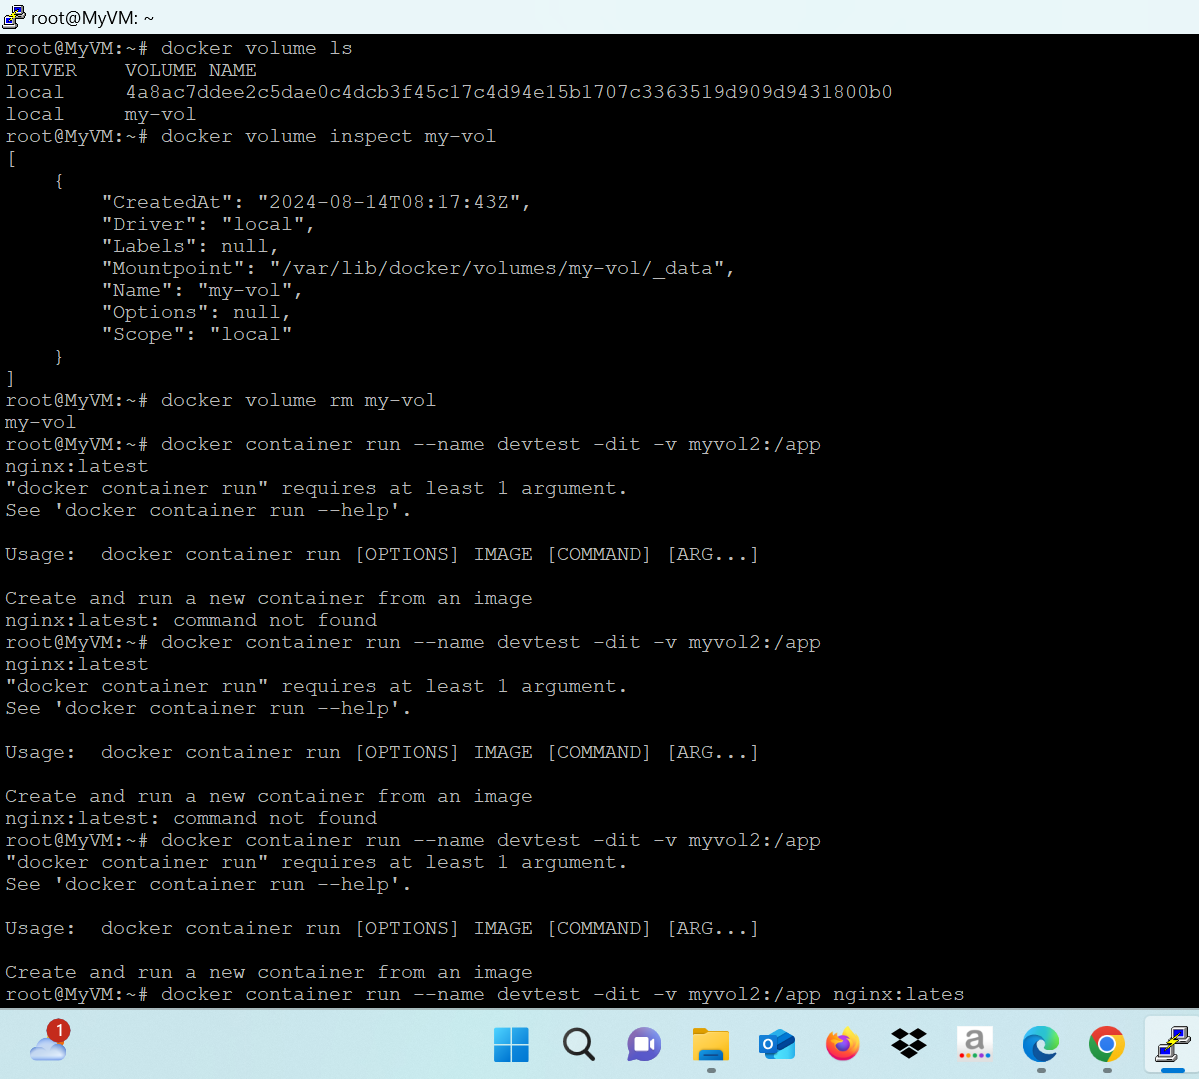 root@MyVM: ~
root@MyVM:~# docker volume ls
DRIVER    VOLUME NAME
local     4a8ac7ddee2c5dae0c4dcb3f45c17c4d94e15b1707c3363519d909d9431800b0
local     my-vol
root@MyVM:~# docker volume inspect my-vol
[
    {
        "CreatedAt": "2024-08-14T08:17:43Z",
        "Driver": "local",
        "Labels": null,
        "Mountpoint": "/var/lib/docker/volumes/my-vol/_data",
        "Name": "my-vol",
        "Options": null,
        "Scope": "local"
    }
]
root@MyVM:~# docker volume rm my-vol
my-vol
root@MyVM:~# docker container run --name devtest -dit -v myvol2:/app
nginx:latest
"docker container run" requires at least 1 argument.
See 'docker container run --help'.

Usage:  docker container run [OPTIONS] IMAGE [COMMAND] [ARG...]

Create and run a new container from an image
nginx:latest: command not found
root@MyVM:~# docker container run --name devtest -dit -v myvol2:/app
nginx:latest
"docker container run" requires at least 1 argument.
See 'docker container run --help'.

Usage:  docker container run [OPTIONS] IMAGE [COMMAND] [ARG...]

Create and run a new container from an image
nginx:latest: command not found
root@MyVM:~# docker container run --name devtest -dit -v myvol2:/app
"docker container run" requires at least 1 argument.
See 'docker container run --help'.

Usage:  docker container run [OPTIONS] IMAGE [COMMAND] [ARG...]

Create and run a new container from an image
root@MyVM:~# docker container run --name devtest -dit -v myvol2:/app nginx:lates
1
a